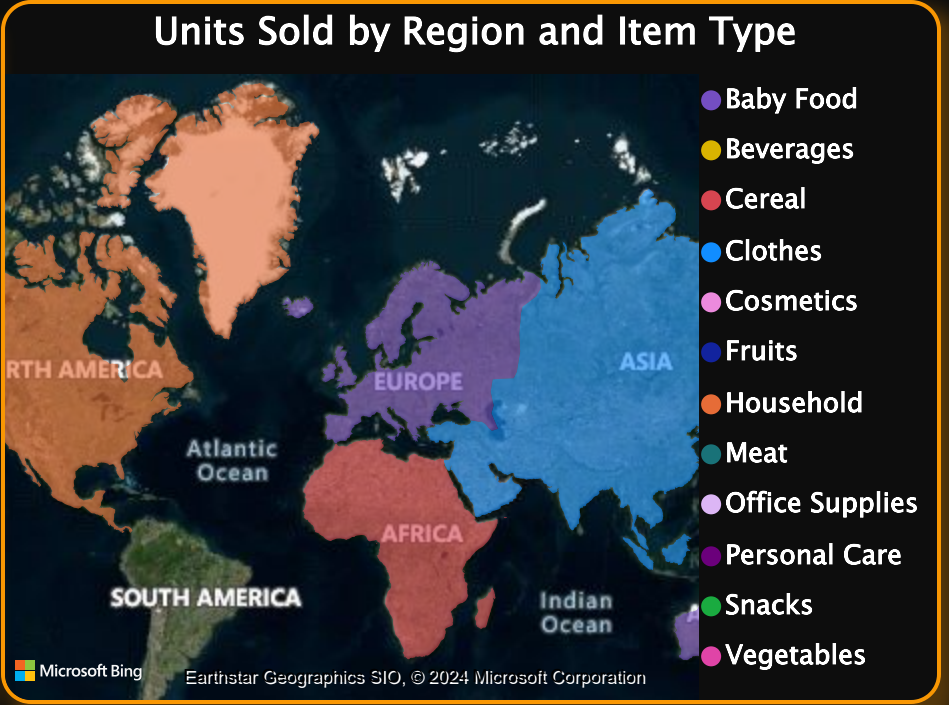 Units Sold by Region and Item Type
Baby Food
Beverages
Cereal
Clothes
Cosmetics
Fruits
Household
Meat
Office Supplies
Personal Care
Snacks
Vegetables
RTH AMERICA
EUROPE
ASIA
Atlantic
Ocean
AFRICA
SOUTH AMERICA
Indian
Ocean
A
Microsoft Bing
Earthstar Geographics SIO, © 2024 Microsoft Corporation